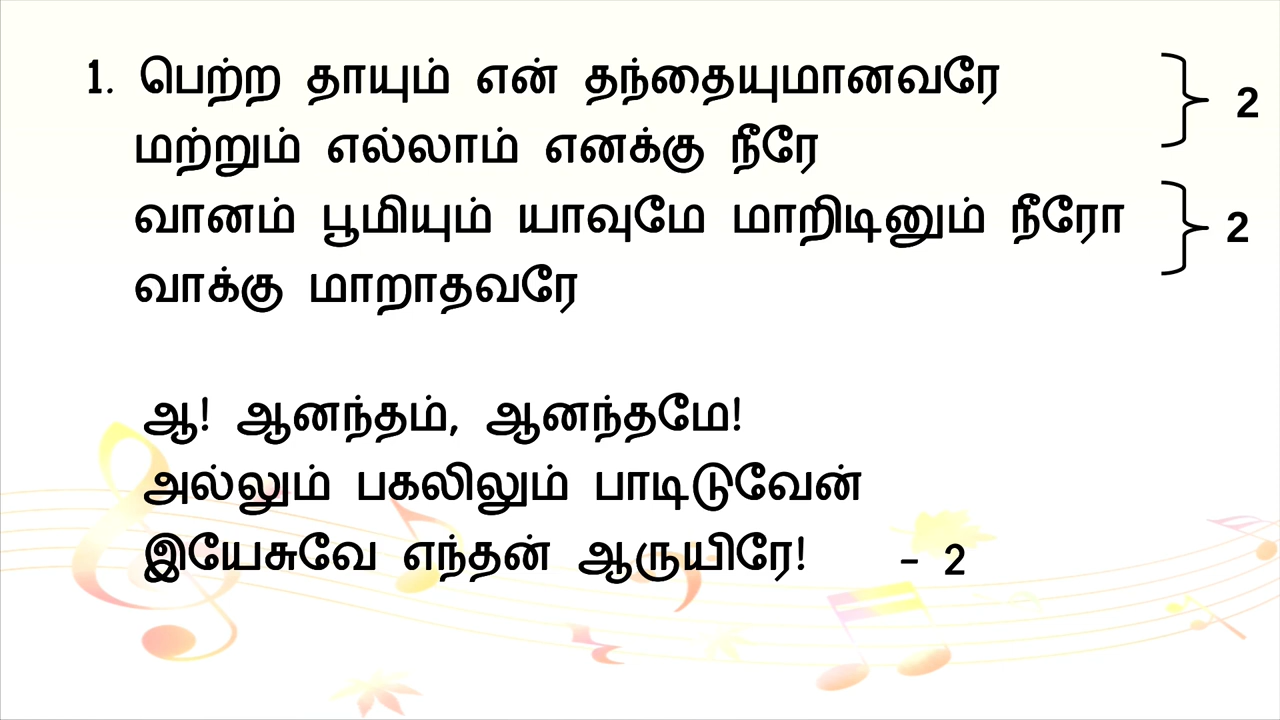 1. பெற்ற தாயும் என் தந்தையுமானவரே } 2
மற்றும் எல்லாம் எனக்கு நீரே
வானம் பூமியும் யாவுமே மாறிடினும் நீரோ } 2
வாக்கு மாறாதவரே
ஆ! ஆனந்தம், ஆனந்தமே!
அல்லும் பகலிலும் பாடிடுவேன்
இயேசுவே எந்தன் ஆருயிரே! – 2